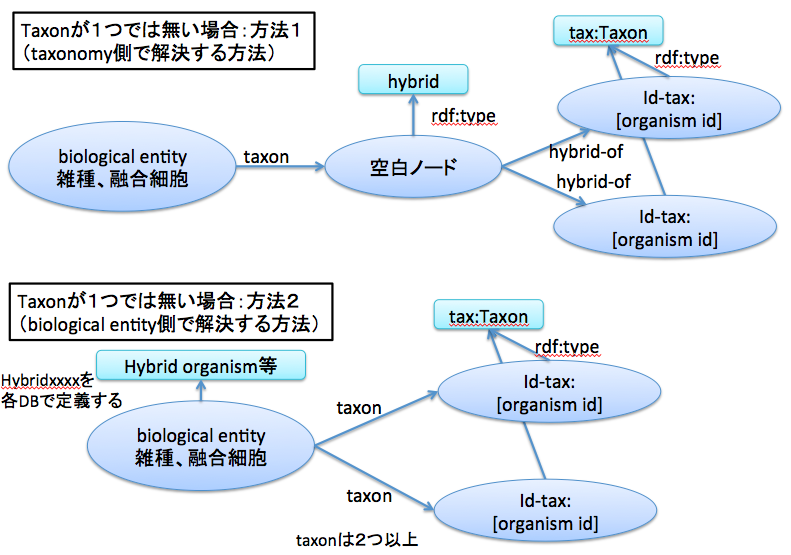 Taxonが１つでは無い場合：方法１
（taxonomy側で解決する方法）
tax:Taxon
rdf:type
hybrid
rdf:type
Id-tax:
[organism id]
biological entity
雑種、融合細胞
taxon
空白ノード
hybrid-of
hybrid-of
Id-tax:
[organism id]
Taxonが１つでは無い場合：方法２
（biological entity側で解決する方法）
tax:Taxon
rdf:type
Hybrid organism等
Hybridxxxxを
各DBで定義する
Id-tax:
[organism id]
taxon
biological entity
雑種、融合細胞
taxon
Id-tax:
[organism id]
taxonは２つ以上